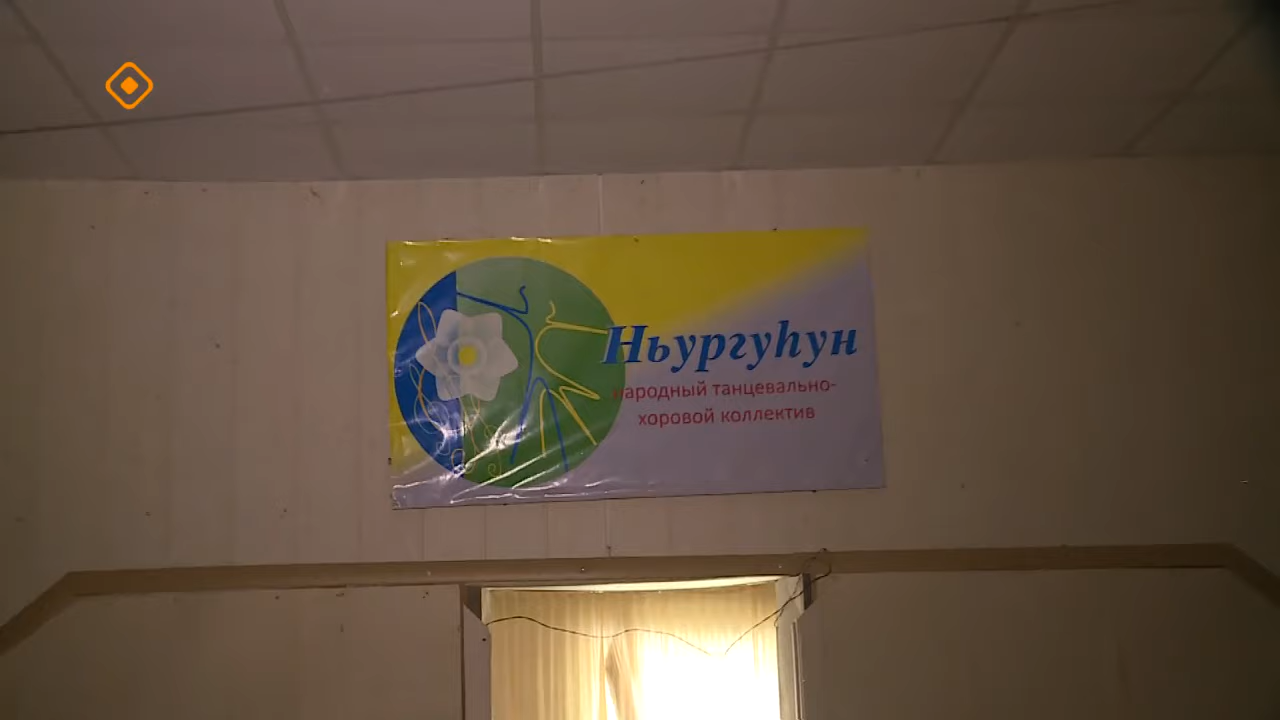 Ньургуһун
народный танцевально-
хоровой коллектив